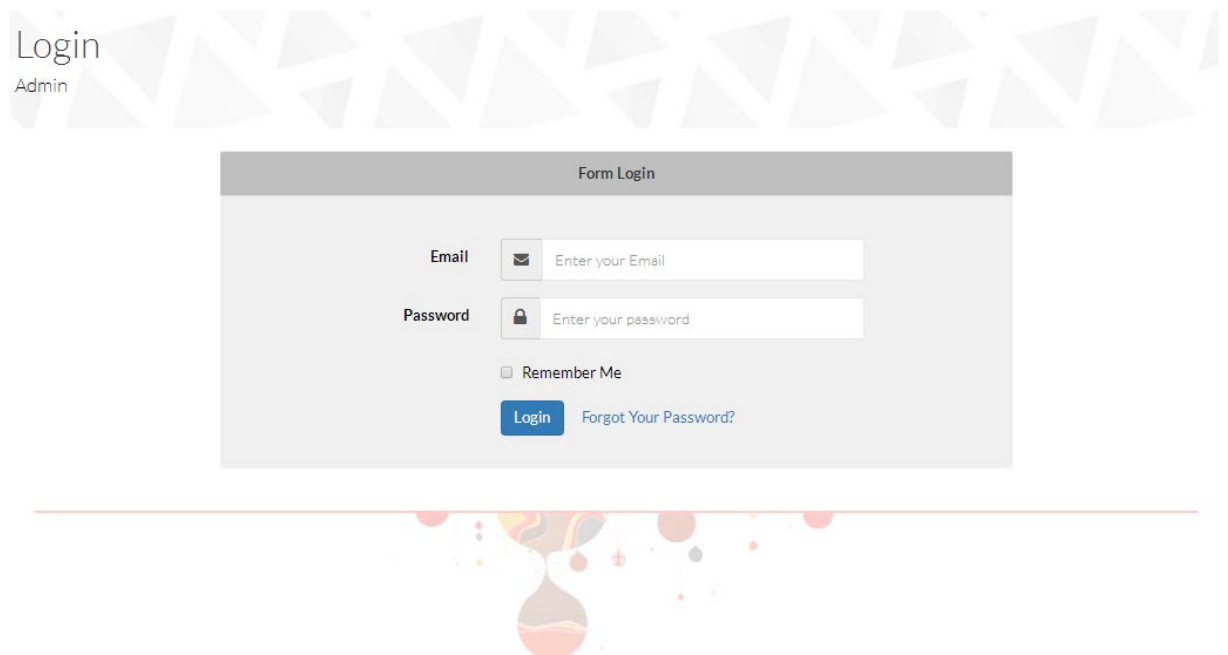 Login
Admin
Form Login
Email Enter your Email
Password Enter your password
Remember Me
Login Forgot Your Password?